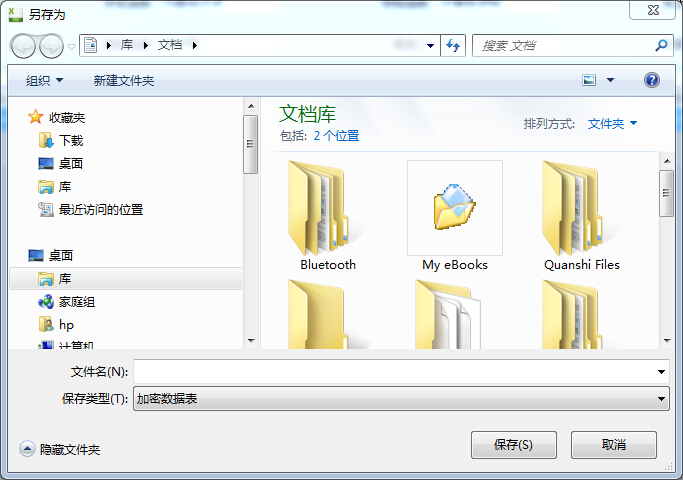 另存为
库 文档
搜索 文档
组织 新建文件夹
收藏夹
下载
桌面
库
最近访问的位置
桌面
库
家庭组
hp
计算机
文档库
包括: 2 个位置
排列方式: 文件夹
Bluetooth
My eBooks
Quanshi Files
文件名(N):
保存类型(T): 加密数据表
隐藏文件夹
保存(S) 取消